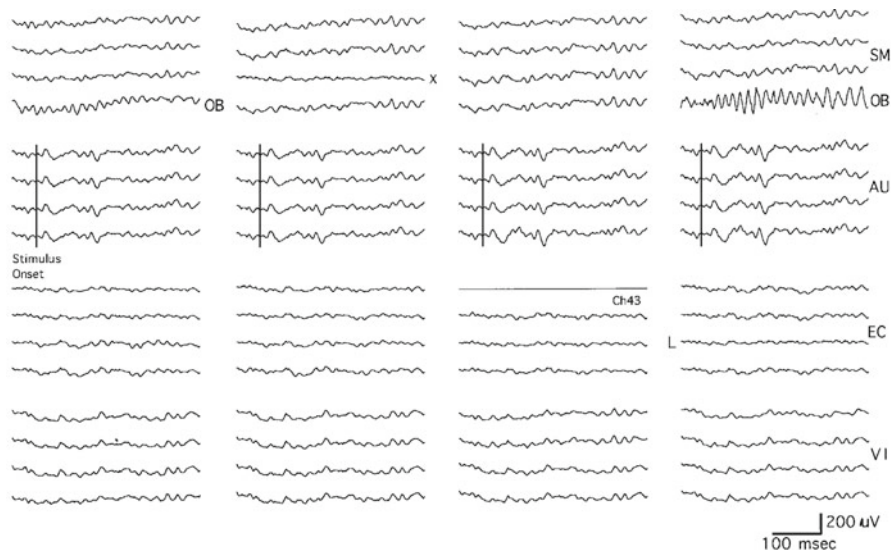 SM
X
OB
OB
AU
Stimulus
Onset
Ch43
EC
L
VI
200 uV
100 msec